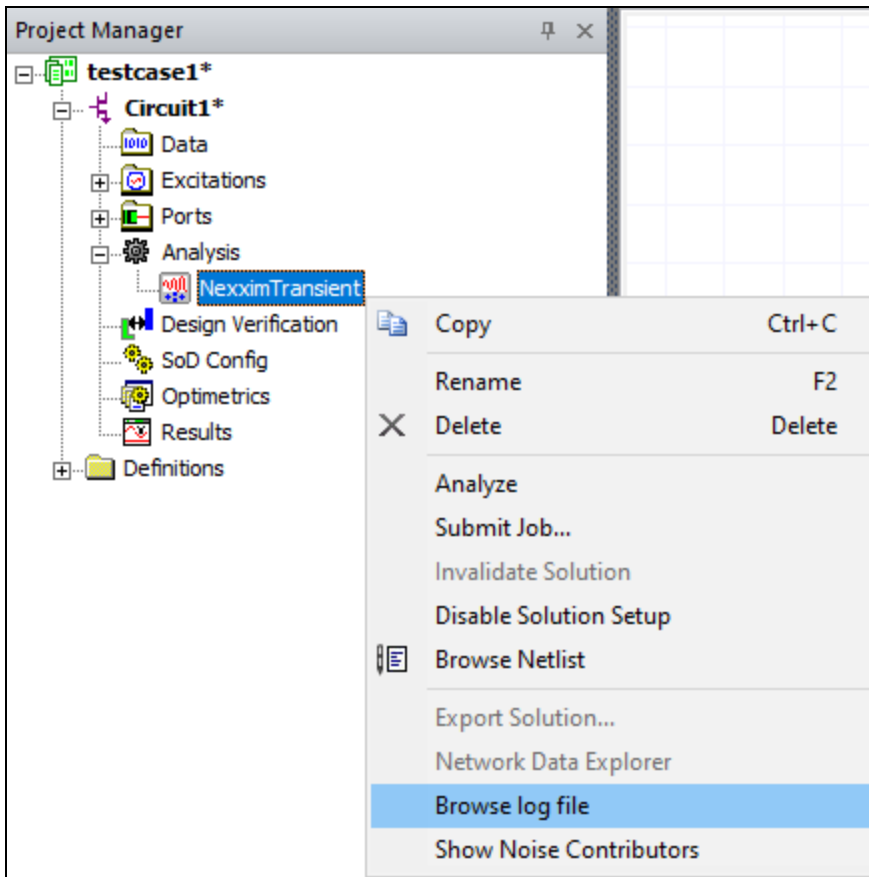 Project Manager
testcase1*
Circuit1*
Data
Excitations
Ports
Analysis
NexximTransient
Design Verification
SoD Config
Optimetrics
Results
Definitions
Copy Ctrl+C
Rename F2
Delete Delete
Analyze
Submit Job...
Invalidate Solution
Disable Solution Setup
Browse Netlist
Export Solution...
Network Data Explorer
Browse log file
Show Noise Contributors